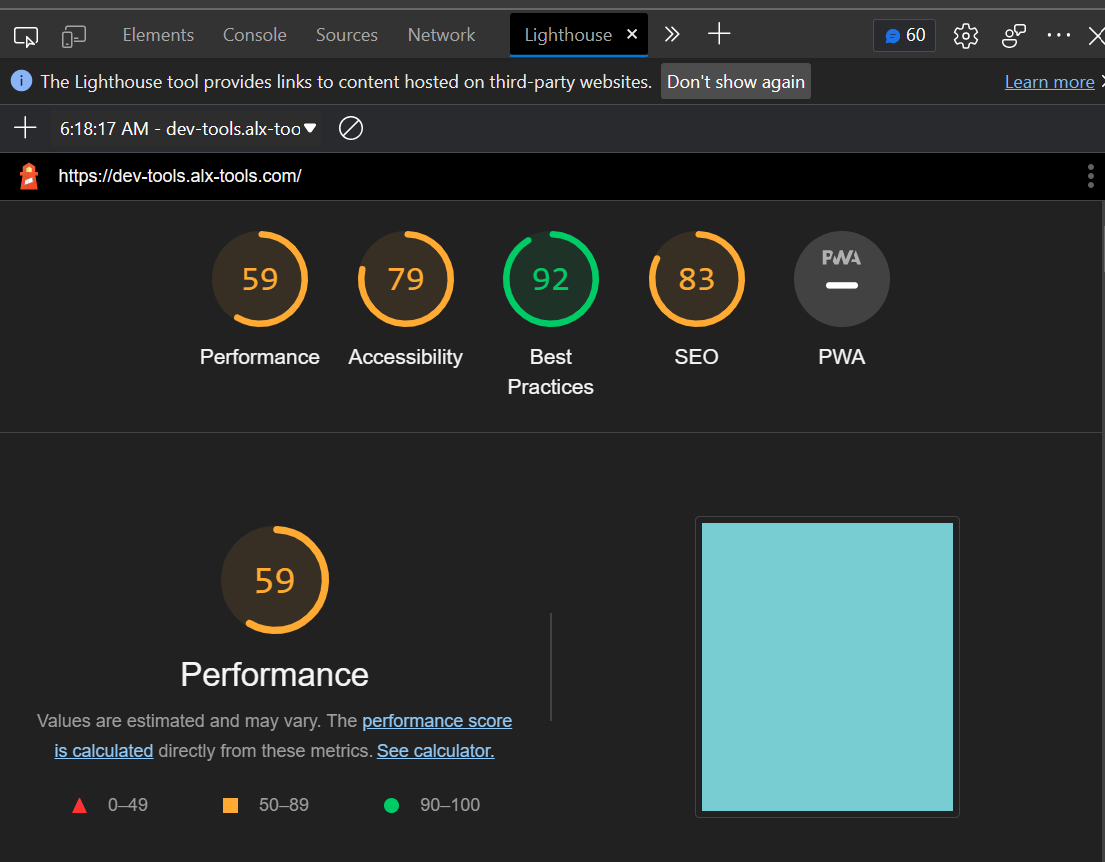 Elements Console Sources Network Lighthouse 60
The Lighthouse tool provides links to content hosted on third-party websites. Don't show again Learn more
6:18:17 AM - dev-tools.alx-too
https://dev-tools.alx-tools.com/
59 79 92 83 PWA
Performance Accessibility Best SEO PWA
Practices
59
Performance
Values are estimated and may vary. The performance score
is calculated directly from these metrics. See calculator.
0–49 50–89 90–100